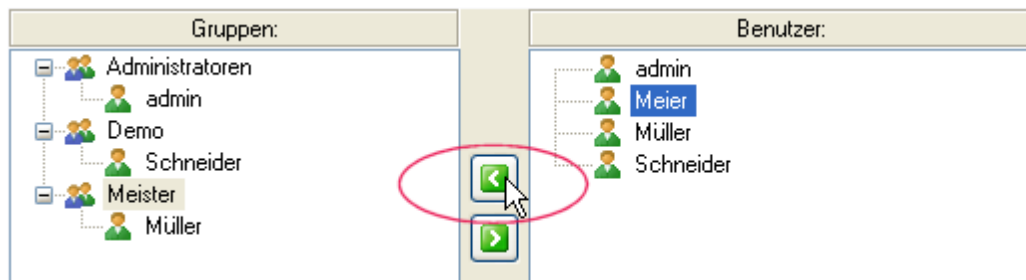 Gruppen:
Administratoren
admin
Demo
Schneider
Meister
Müller
Benutzer:
admin
Meier
Müller
Schneider